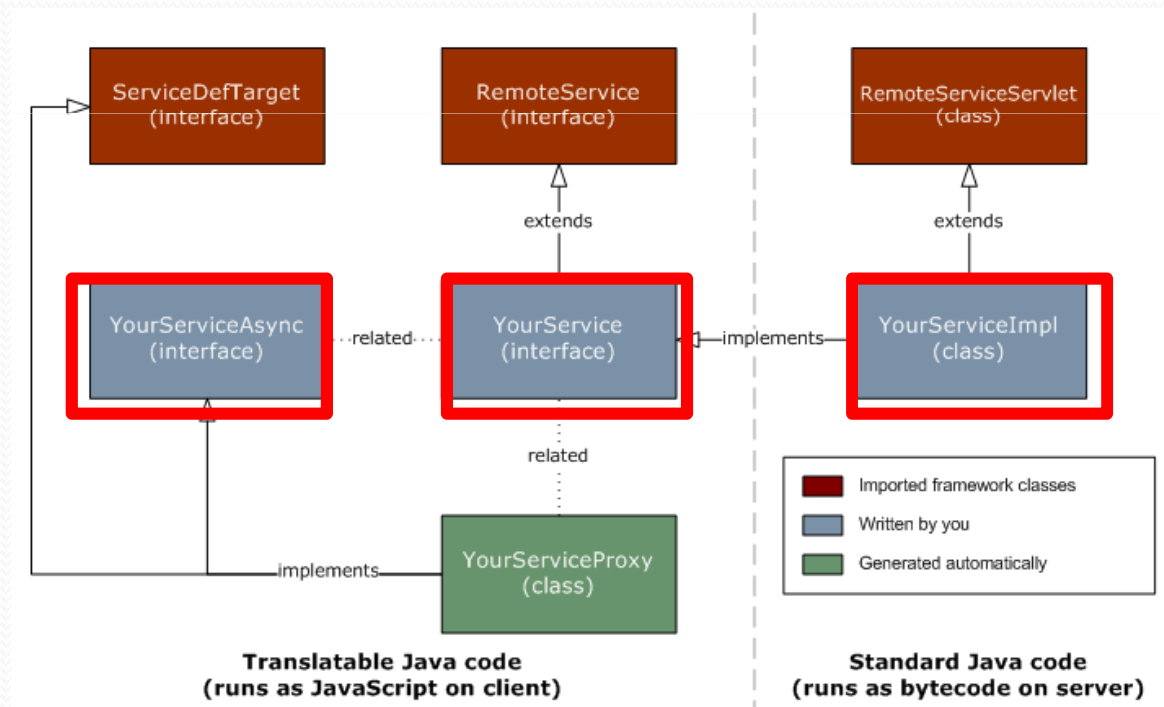 ServiceDefTarget
(interface)
RemoteService
(interface)
RemoteServiceServlet
(class)
extends
extends
YourServiceAsync
(interface)
related
YourService
(interface)
implements
YourServiceImpl
(class)
related
YourServiceProxy
(class)
implements
Imported framework classes
Written by you
Generated automatically
Translatable Java code
(runs as JavaScript on client)
Standard Java code
(runs as bytecode on server)